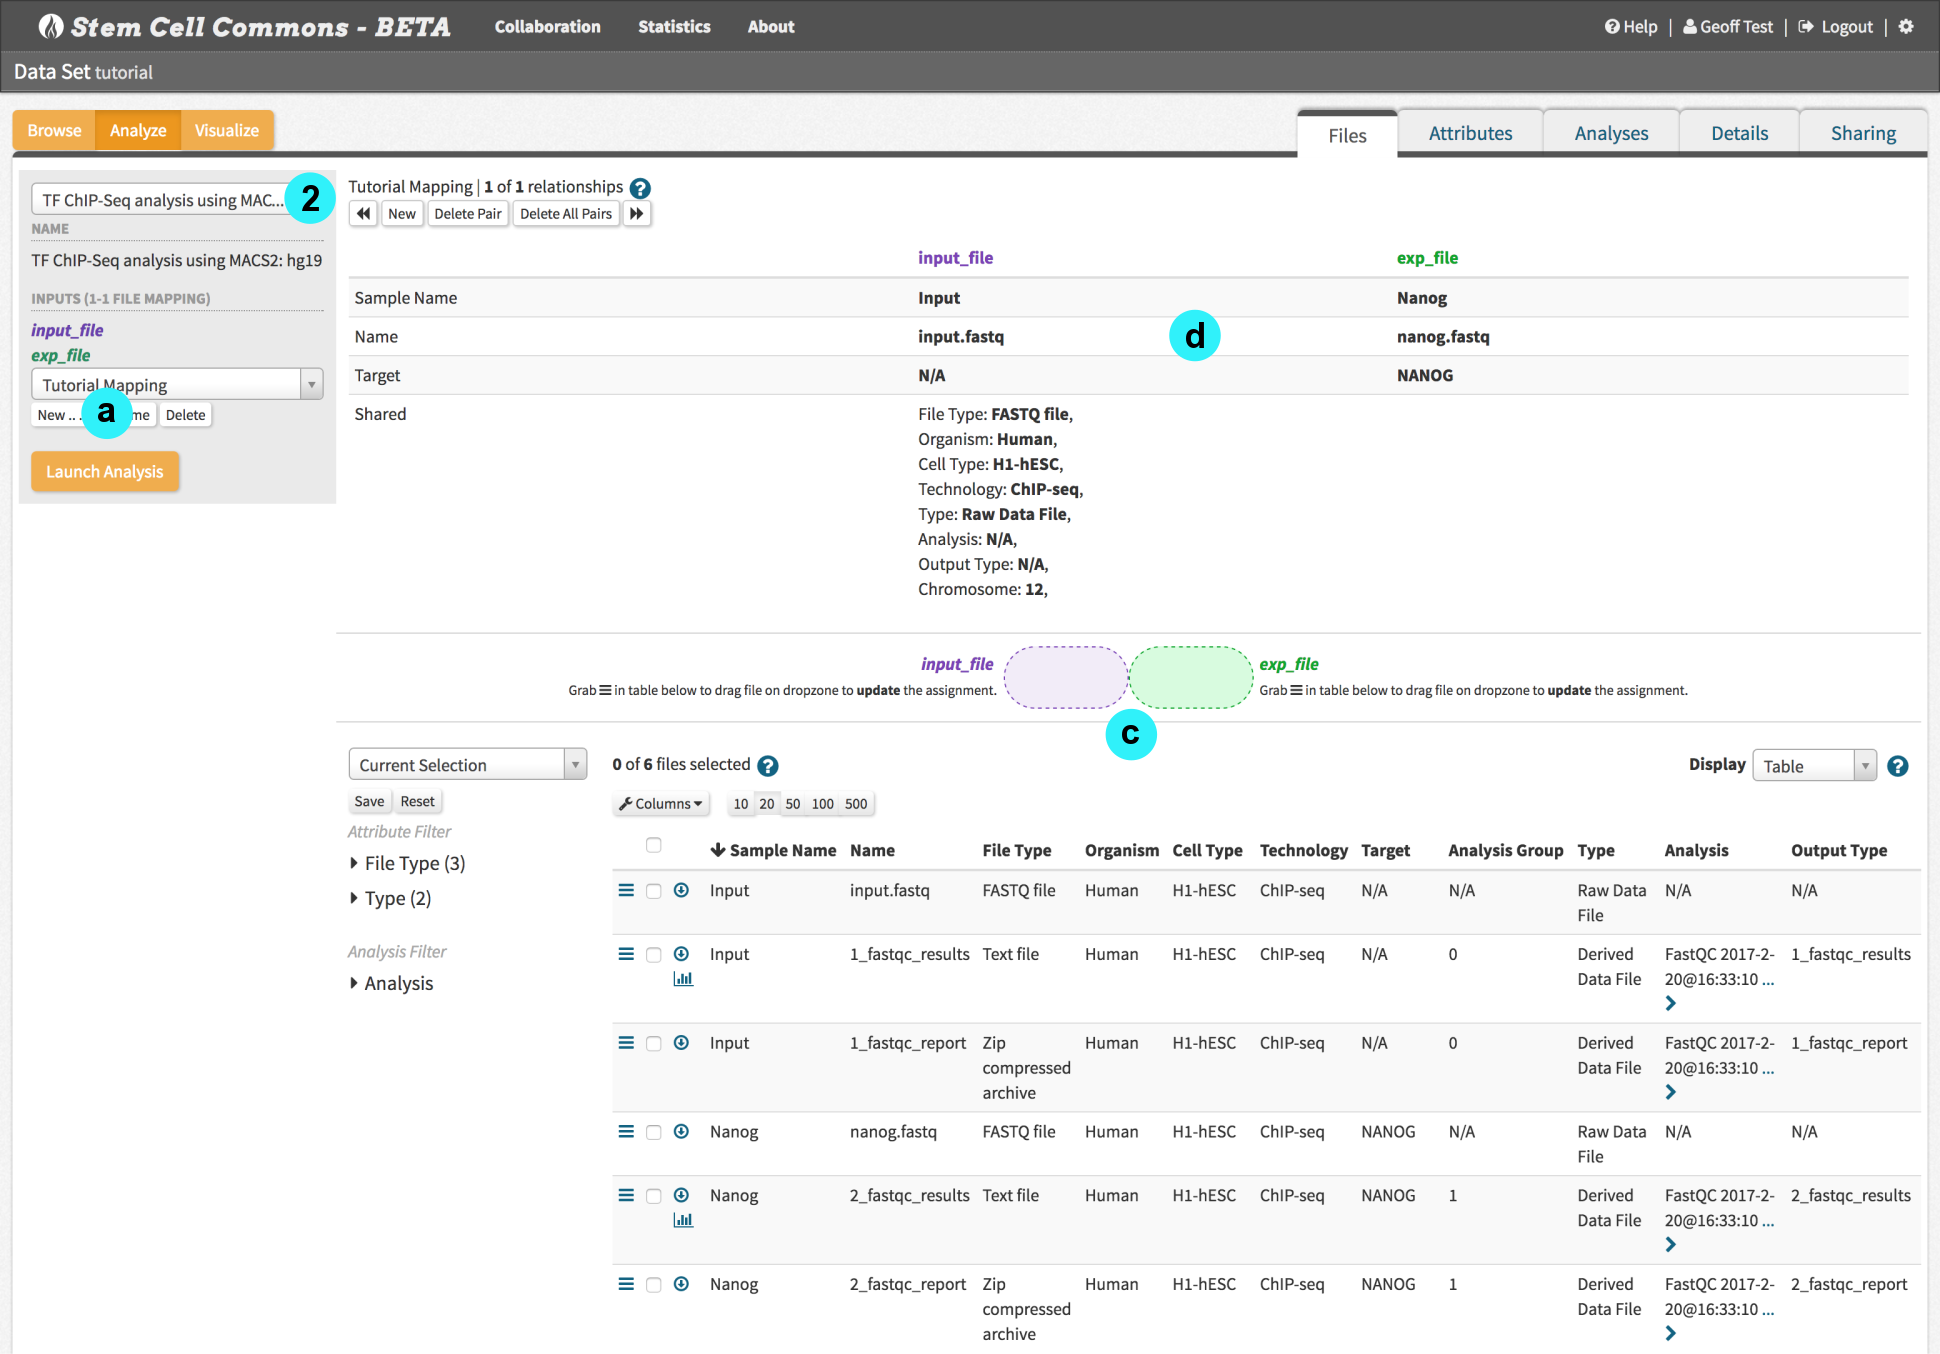 Stem Cell Commons - BETA Collaboration Statistics About Help | Geoff Test | Logout |
Data Set tutorial
Browse Analyze Visualize
Files Attributes Analyses Details Sharing
TF ChIP-Seq analysis using MAC... 2
NAME
TF ChIP-Seq analysis using MACS2: hg19
INPUTS (1-1 FILE MAPPING)
input_file
exp_file
Tutorial Mapping
New .. a me Delete
Launch Analysis
Tutorial Mapping | 1 of 1 relationships ?
New Delete Pair Delete All Pairs
input_file exp_file
Sample Name Input Nanog
Name input.fastq d nanog.fastq
Target N/A NANOG
Shared File Type: FASTQ file,
Organism: Human,
Cell Type: H1-hESC,
Technology: ChIP-seq,
Type: Raw Data File,
Analysis: N/A,
Output Type: N/A,
Chromosome: 12,
input_file exp_file
Grab in table below to drag file on dropzone to update the assignment. Grab in table below to drag file on dropzone to update the assignment.
c
Current Selection
Save Reset
Attribute Filter
File Type (3)
Type (2)
Analysis Filter
Analysis
0 of 6 files selected ? Display Table ?
Columns 10 20 50 100 500
Sample Name Name File Type Organism Cell Type Technology Target Analysis Group Type Analysis Output Type
Input input.fastq FASTQ file Human H1-hESC ChIP-seq N/A N/A Raw Data N/A N/A
File
Input 1_fastqc_results Text file Human H1-hESC ChIP-seq N/A 0 Derived FastQC 2017-2- 1_fastqc_results
Data File 20@16:33:10 ...
Input 1_fastqc_report Zip Human H1-hESC ChIP-seq N/A 0 Derived FastQC 2017-2- 1_fastqc_report
compressed Data File 20@16:33:10 ...
archive
Nanog nanog.fastq FASTQ file Human H1-hESC ChIP-seq NANOG N/A Raw Data N/A N/A
File
Nanog 2_fastqc_results Text file Human H1-hESC ChIP-seq NANOG 1 Derived FastQC 2017-2- 2_fastqc_results
Data File 20@16:33:10 ...
Nanog 2_fastqc_report Zip Human H1-hESC ChIP-seq NANOG 1 Derived FastQC 2017-2- 2_fastqc_report
compressed Data File 20@16:33:10 ...
archive